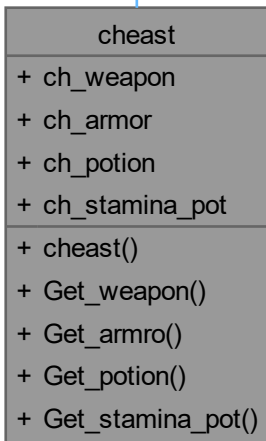 cheast
+ ch_weapon
+ ch_armor
+ ch_potion
+ ch_stamina_pot
+ cheast()
+ Get_weapon()
+ Get_armro()
+ Get_potion()
+ Get_stamina_pot()